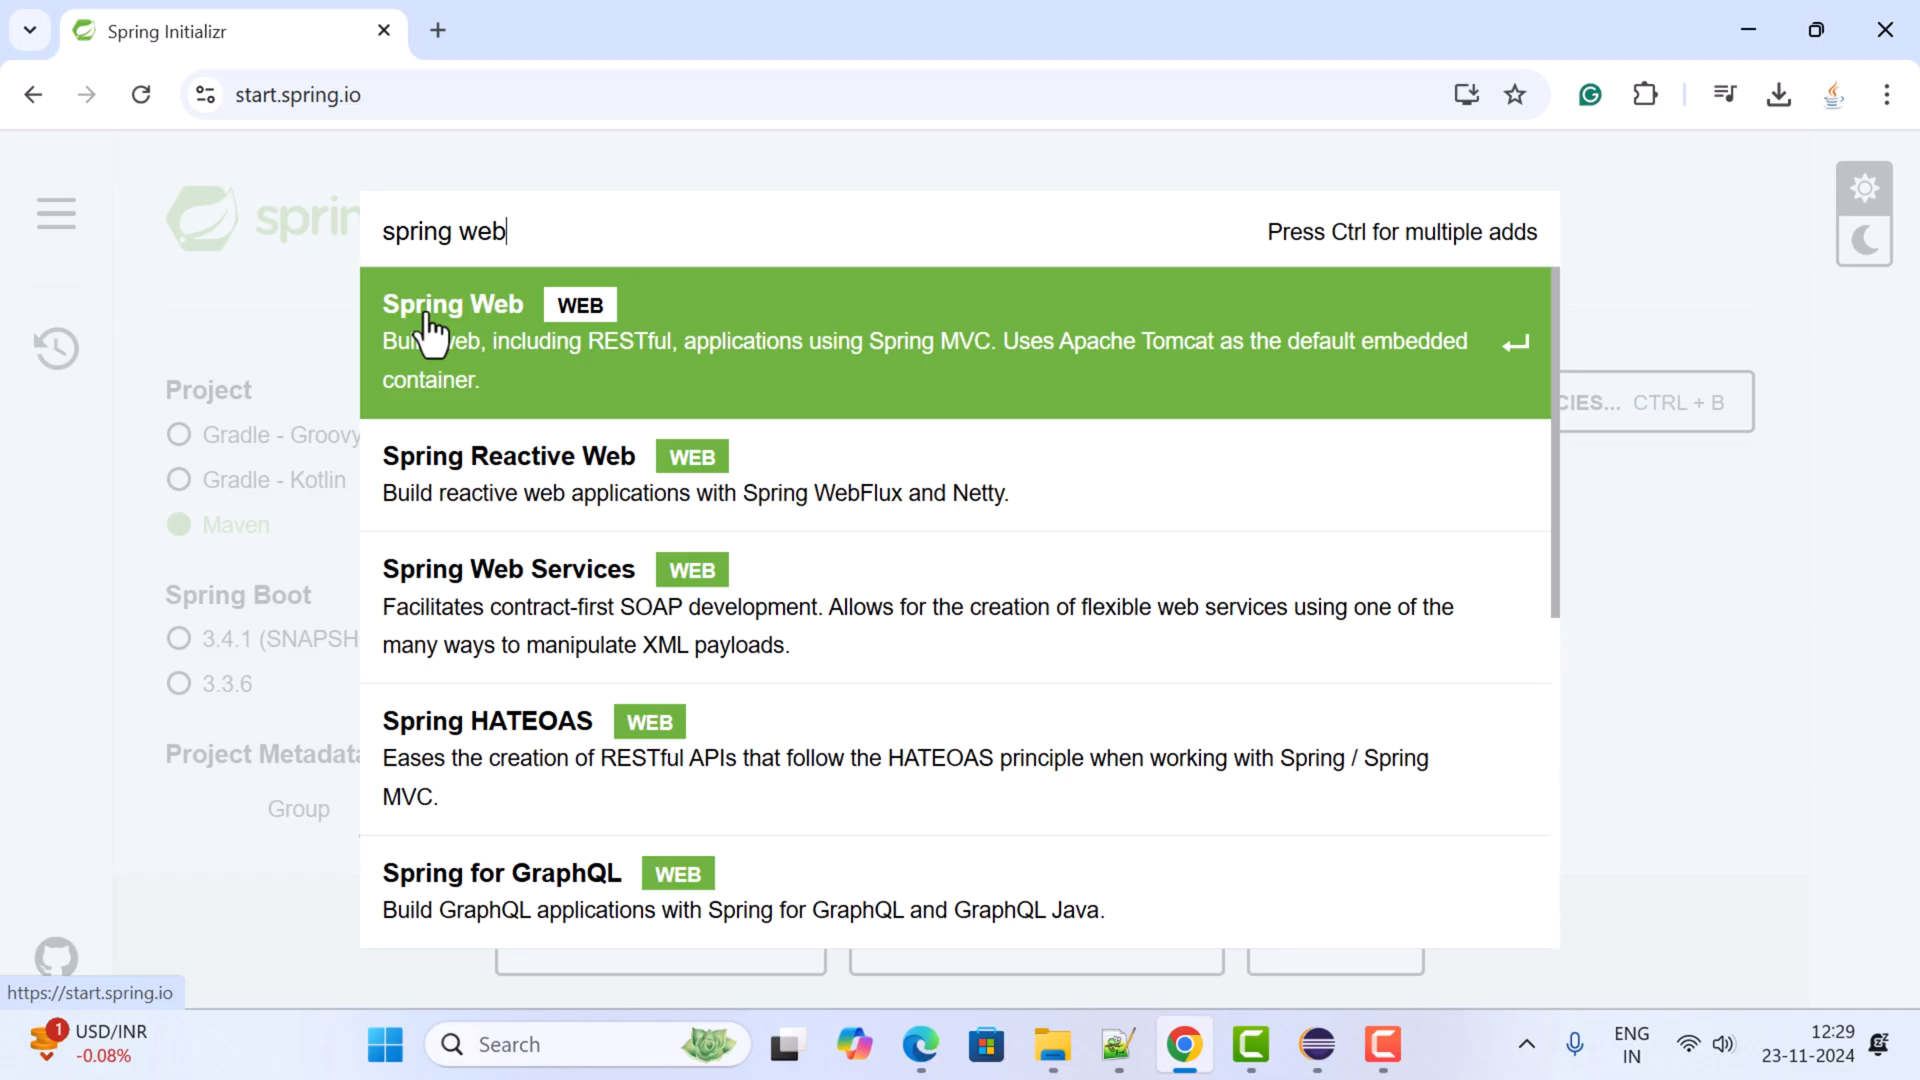 Spring Initializr
start.spring.io
spring
spring web
Press Ctrl for multiple adds
Spring Web WEB
Build web, including RESTful, applications using Spring MVC. Uses Apache Tomcat as the default embedded
container.
Project
Gradle - Groovy
Gradle - Kotlin
Maven
CIES... CTRL + B
Spring Reactive Web WEB
Build reactive web applications with Spring WebFlux and Netty.
Spring Web Services WEB
Facilitates contract-first SOAP development. Allows for the creation of flexible web services using one of the
many ways to manipulate XML payloads.
Spring Boot
3.4.1 (SNAPSH
3.3.6
Spring HATEOAS WEB
Eases the creation of RESTful APIs that follow the HATEOAS principle when working with Spring / Spring
MVC.
Project Metadata
Group
Spring for GraphQL WEB
Build GraphQL applications with Spring for GraphQL and GraphQL Java.
https://start.spring.io
1
USD/INR
-0.08%
Search
ENG
IN
12:29
23-11-2024